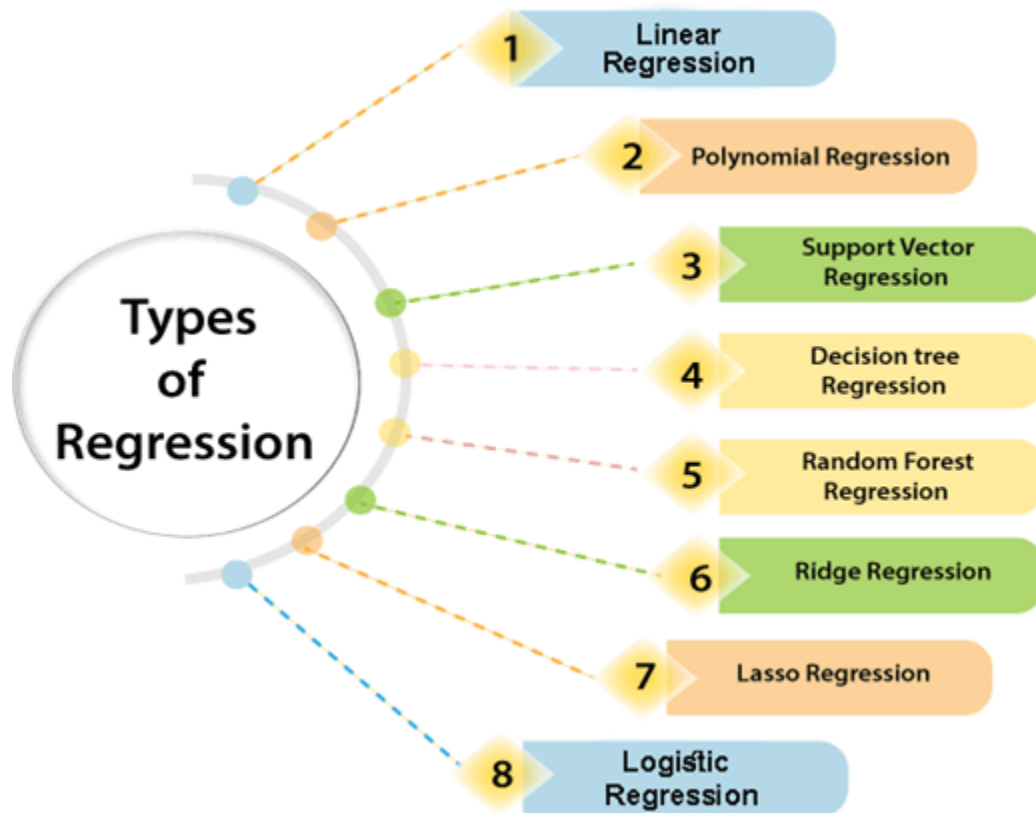 Types
of
Regression
1
Linear
Regression
2
Polynomial Regression
3
Support Vector
Regression
4
Decision tree
Regression
5
Random Forest
Regression
6
Ridge Regression
7
Lasso Regression
8
Logistic
Regression